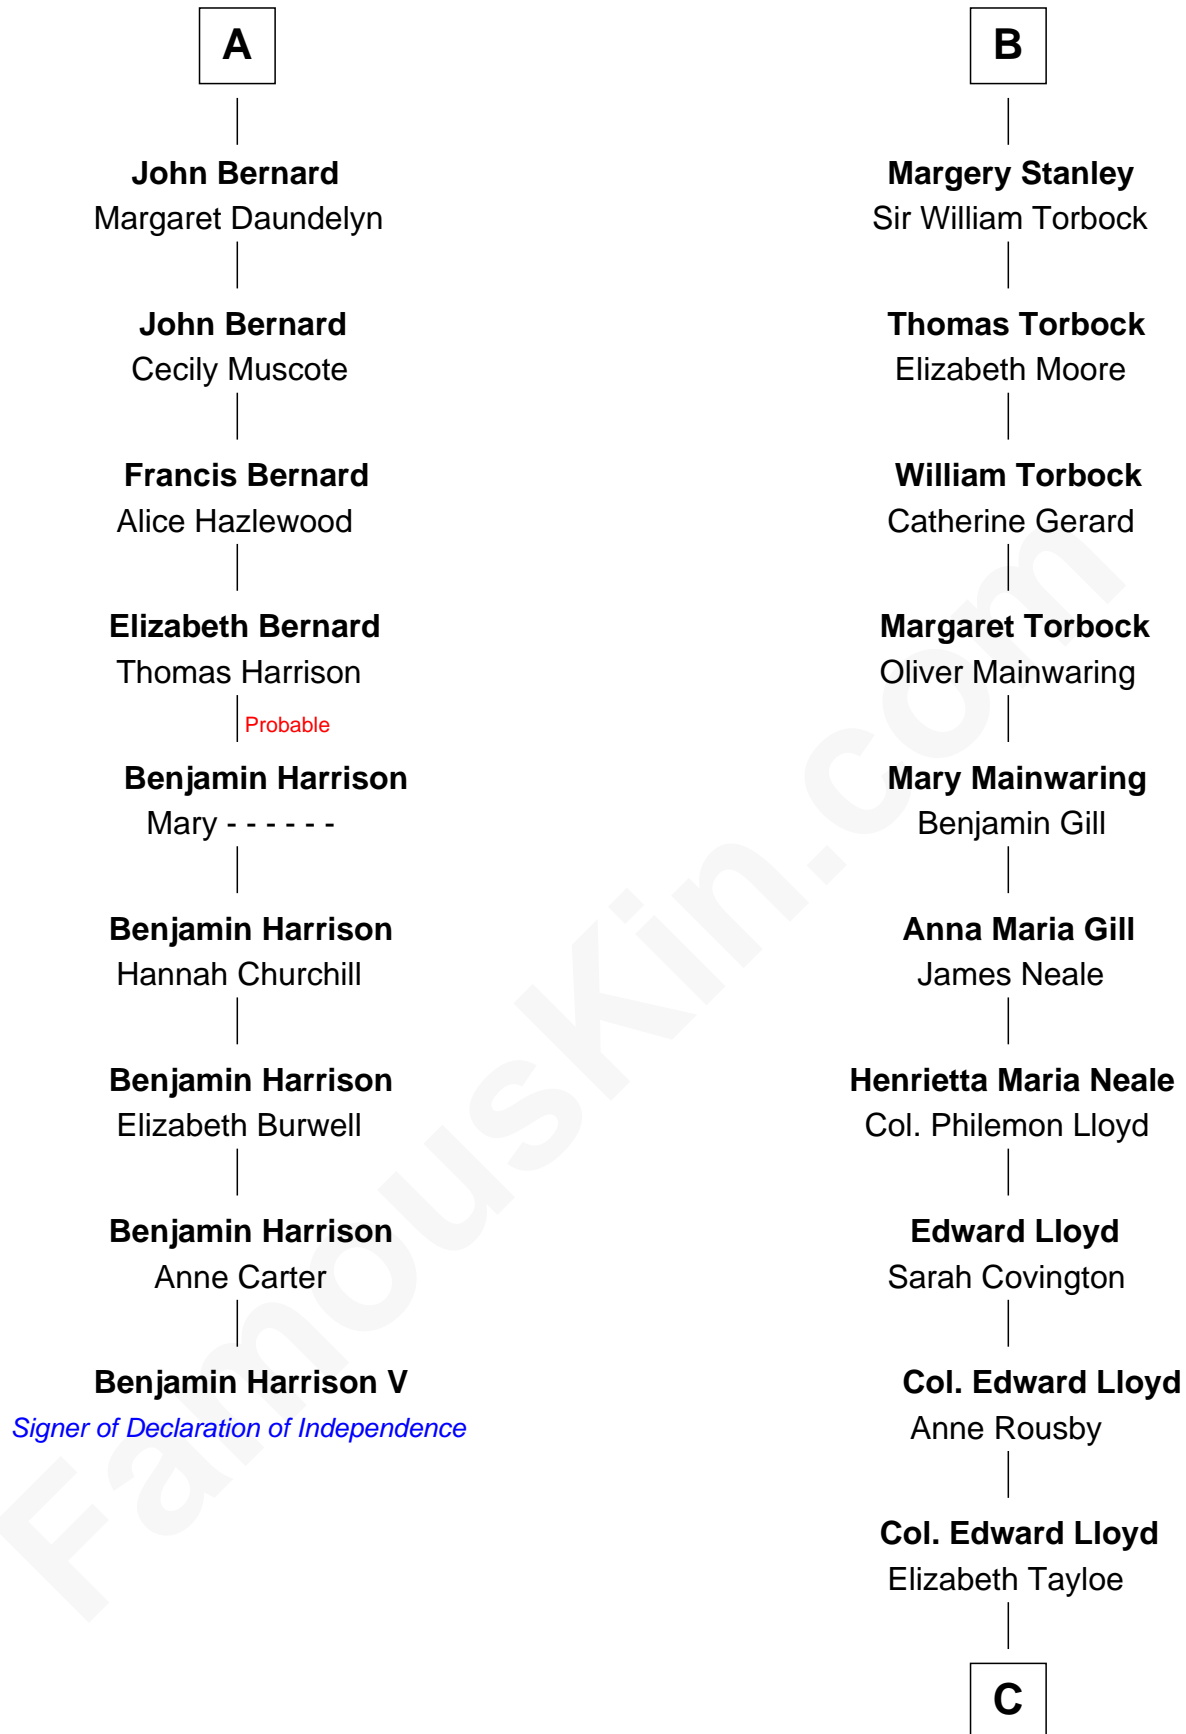 A
John Bernard
Margaret Daundelyn
John Bernard
Cecily Muscote
Francis Bernard
Alice Hazlewood
Elizabeth Bernard
Thomas Harrison
Probable
Benjamin Harrison
Mary - - - - - -
Benjamin Harrison
Hannah Churchill
Benjamin Harrison
Elizabeth Burwell
Benjamin Harrison
Anne Carter
Benjamin Harrison V
Signer of Declaration of Independence
B
Margery Stanley
Sir William Torbock
Thomas Torbock
Elizabeth Moore
William Torbock
Catherine Gerard
Margaret Torbock
Oliver Mainwaring
Mary Mainwaring
Benjamin Gill
Anna Maria Gill
James Neale
Henrietta Maria Neale
Col. Philemon Lloyd
Edward Lloyd
Sarah Covington
Col. Edward Lloyd
Anne Rousby
Col. Edward Lloyd
Elizabeth Tayloe
C
FamousKin.com